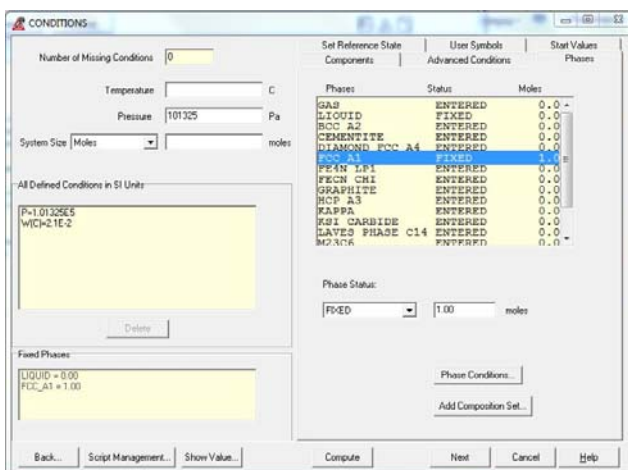 CONDITIONS
Number of Missing Conditions 0
Temperature C
Pressure 101325 Pa
System Size Moles moles
All Defined Conditions in SI Units
P=1.01325E5
W(C)=2.1E-2
Delete
Fixed Phases
LIQUID = 0.00
FCC_A1 = 1.00
Set Reference State User Symbols Start Values
Components Advanced Conditions Phases
Phases Status Moles
GAS ENTERED 0.0
LIQUID FIXED 0.0
BCC A2 ENTERED 0.0
CEMENTITE ENTERED 0.0
DIAMOND FCC A4 ENTERED 0.0
FCC A1 FIXED 1.0
FE4N LP1 ENTERED 0.0
FECN CHI ENTERED 0.0
GRAPHITE ENTERED 0.0
HCP A3 ENTERED 0.0
KAPPA ENTERED 0.0
KSI CARBIDE ENTERED 0.0
LAVES PHASE C14 ENTERED 0.0
M23C6 ENTERED 0.0
Phase Status:
FIXED 1.00 moles
Phase Conditions...
Add Composition Set...
Back... Script Management... Show Value... Compute Next Cancel Help